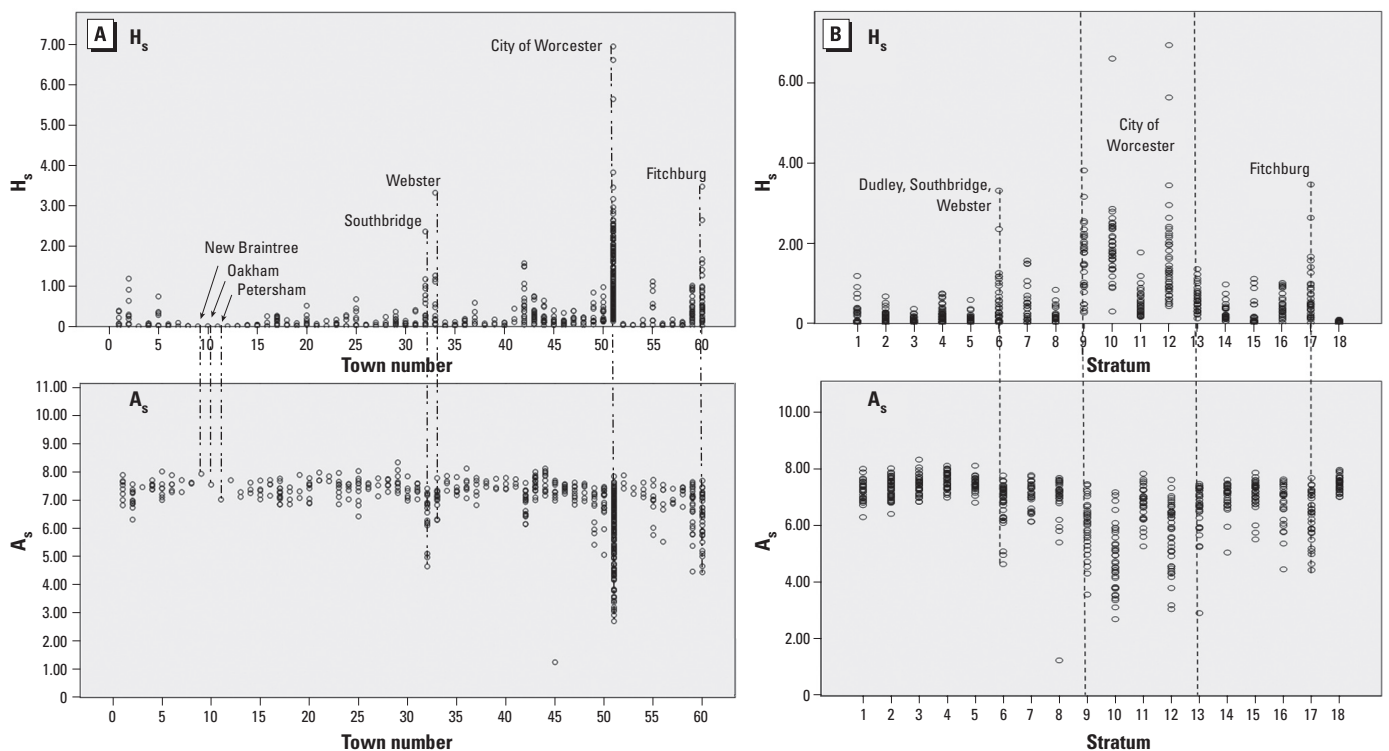 A
Hs
7.00
6.00
5.00
4.00
3.00
2.00
1.00
0
Hs
City of Worcester
Webster
Southbridge
Fitchburg
New Braintree
Oakham
Petersham
0 5 10 15 20 25 30 35 40 45 50 55 60
Town number
As
11.00
10.00
9.00
8.00
7.00
6.00
5.00
4.00
3.00
2.00
1.00
0
As
0 5 10 15 20 25 30 35 40 45 50 55 60
Town number
B
Hs
6.00
4.00
2.00
0
Hs
City of
Worcester
Dudley, Southbridge,
Webster
Fitchburg
1 2 3 4 5 6 7 8 9 10 11 12 13 14 15 16 17 18
Stratum
As
10.00
8.00
6.00
4.00
2.00
0
As
1 2 3 4 5 6 7 8 9 10 11 12 13 14 15 16 17 18
Stratum